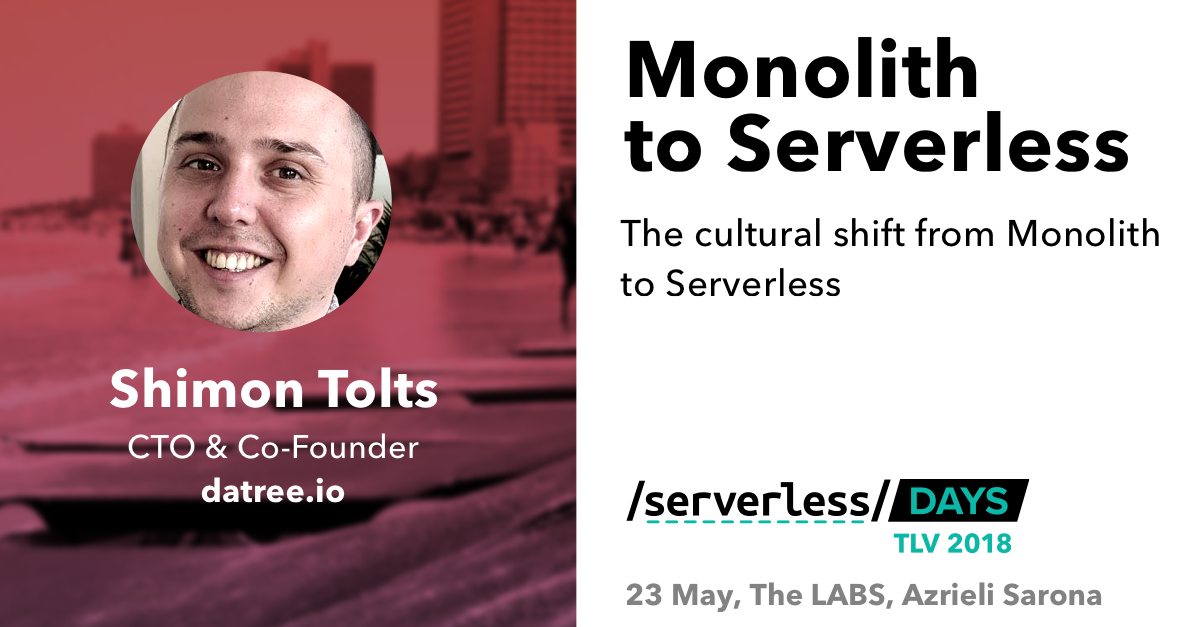 Shimon Tolts
CTO & Co-Founder
datree.io
Monolith
to Serverless
The cultural shift from Monolith
to Serverless
/serverless/ DAYS
TLV 2018
23 May, The LABS, Azrieli Sarona